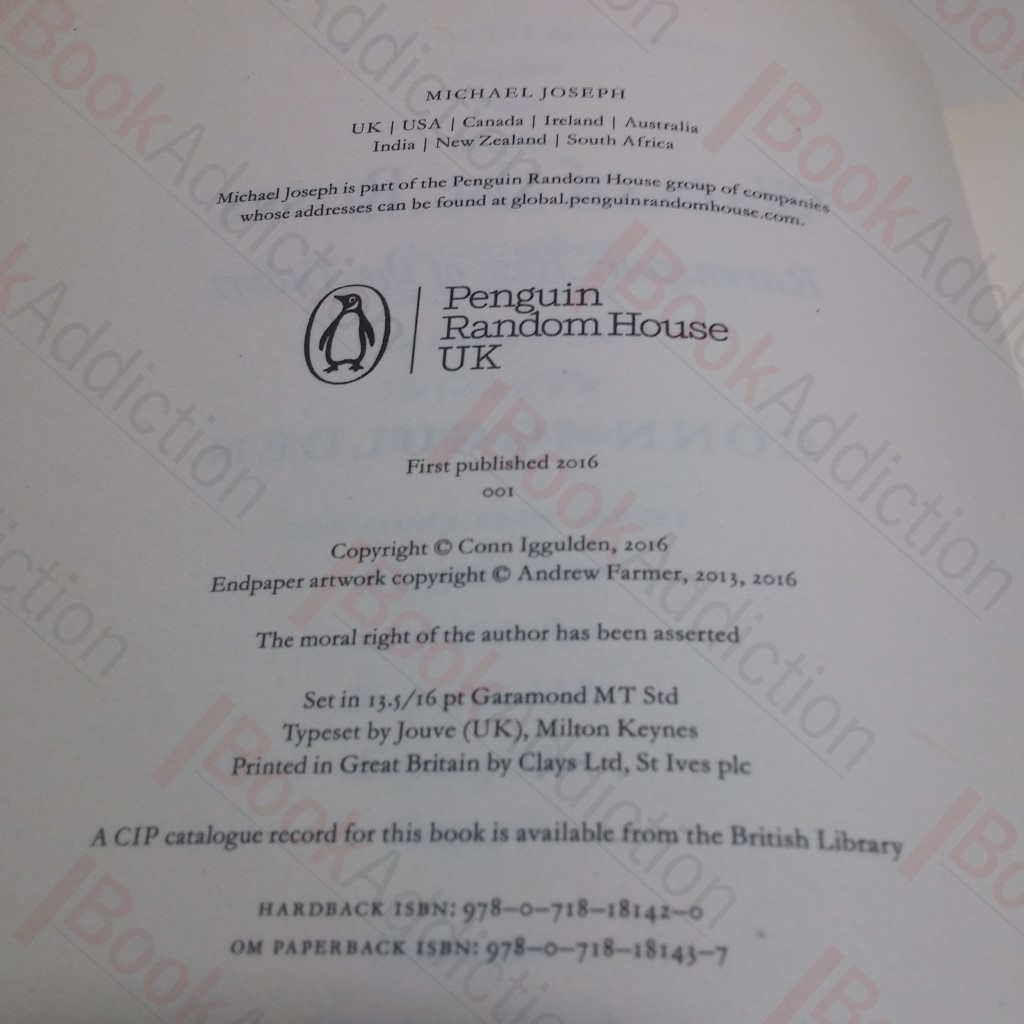 MICHAEL JOSEPH
UK | USA | Canada | Ireland | Australia
India | New Zealand | South Africa
Michael Joseph is part of the Penguin Random House group of companies
whose addresses can be found at global.penguinrandomhouse.com.
Penguin
Random House
UK
First published 2016
001
Copyright © Conn Iggulden, 2016
Endpaper artwork copyright © Andrew Farmer, 2013, 2016
The moral right of the author has been asserted
Set in 13.5/16 pt Garamond MT Std
Typeset by Jouve (UK), Milton Keynes
Printed in Great Britain by Clays Ltd, St Ives plc
A CIP catalogue record for this book is available from the British Library
HARDBACK ISBN: 978–0–718–18142–0
OM PAPERBACK ISBN: 978–0–718–18143–7
BookAddiction